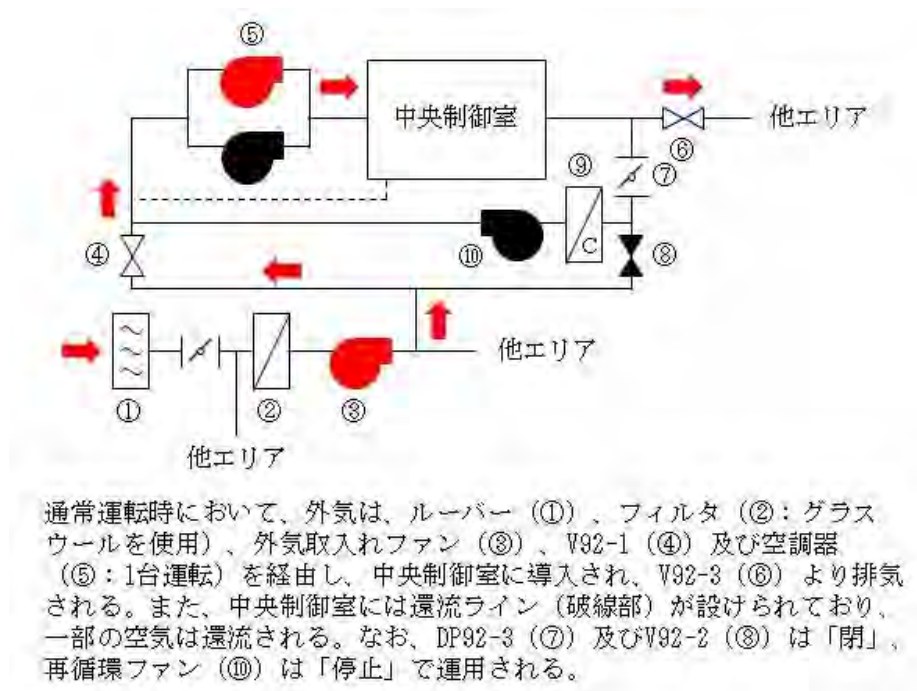 ⑤
中央制御室
他エリア
⑥
⑨
⑦
④
⑩
C
⑧
他エリア
①
②
③
他エリア
通常運転時において、外気は、ルーバー（①）、フィルタ（②：グラス
ウールを使用）、外気取入れファン（③）、V92-1（④）及び空調器
（⑤：1台運転）を経由し、中央制御室に導入され、V92-3（⑥）より排気
される。また、中央制御室には還流ライン（破線部）が設けられており、
一部の空気は還流される。なお、DP92-3（⑦）及びV92-2（⑧）は「閉」、
再循環ファン（⑩）は「停止」で運用される。